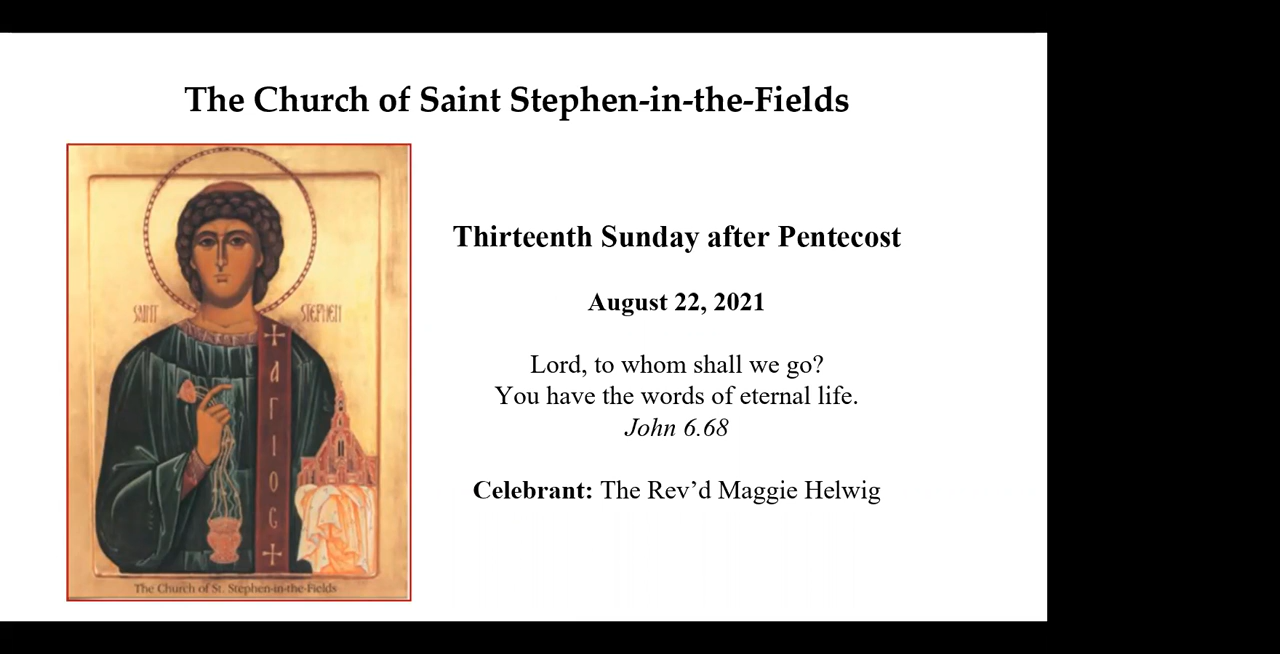 The Church of Saint Stephen-in-the-Fields
SAINT STEPHEN
ΑΓΙΟC
The Church of St. Stephen-in-the-Fields
Thirteenth Sunday after Pentecost
August 22, 2021
Lord, to whom shall we go?
You have the words of eternal life.
John 6.68
Celebrant: The Rev’d Maggie Helwig